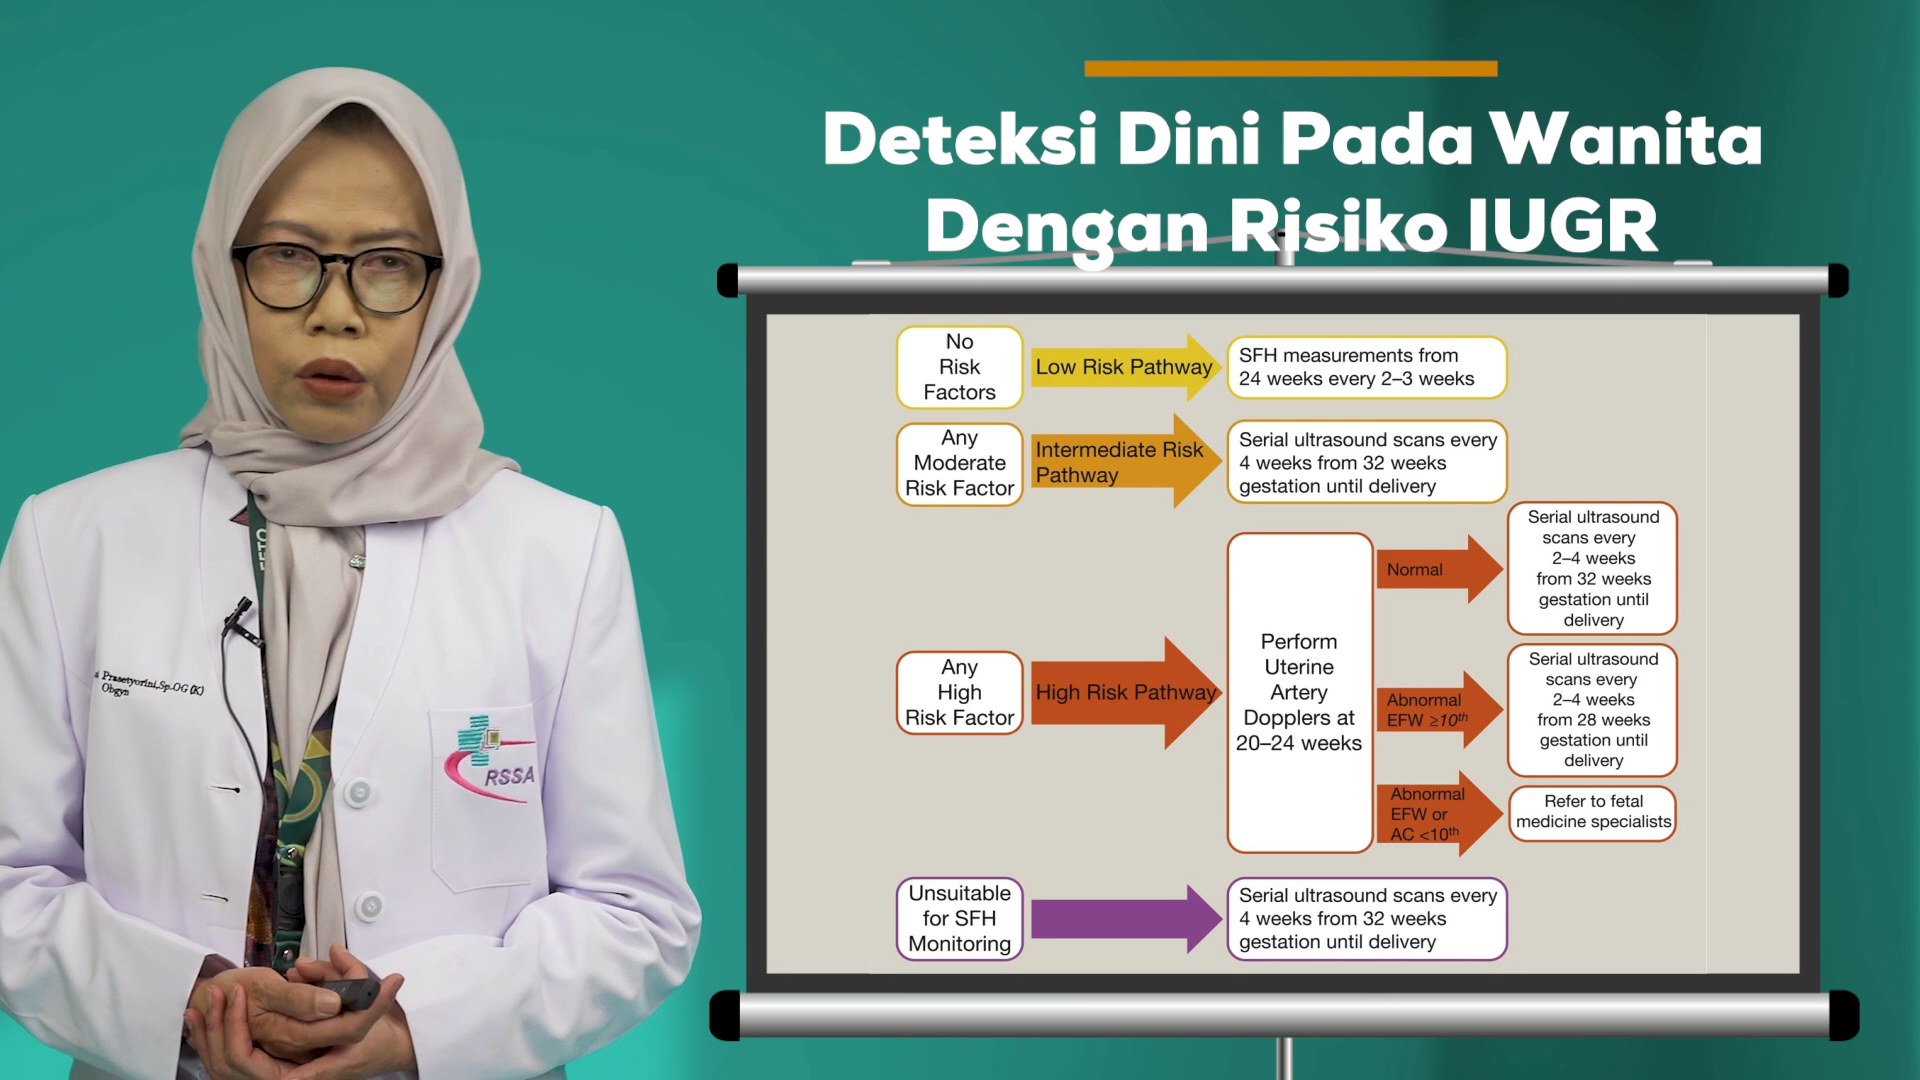 Deteksi Dini Pada Wanita
Dengan Risiko IUGR
No
Risk
Factors
Low Risk Pathway
SFH measurements from
24 weeks every 2–3 weeks
Any
Moderate
Risk Factor
Intermediate Risk
Pathway
Serial ultrasound scans every
4 weeks from 32 weeks
gestation until delivery
Any
High
Risk Factor
High Risk Pathway
Perform
Uterine
Artery
Dopplers at
20–24 weeks
Normal
Serial ultrasound
scans every
2–4 weeks
from 32 weeks
gestation until
delivery
Abnormal
EFW ≥10th
Serial ultrasound
scans every
2–4 weeks
from 28 weeks
gestation until
delivery
Abnormal
EFW or
AC <10th
Refer to fetal
medicine specialists
Unsuitable
for SFH
Monitoring
Serial ultrasound scans every
4 weeks from 32 weeks
gestation until delivery
Prasetyorini,Sp.OG (K)
Obgyn
RSSA